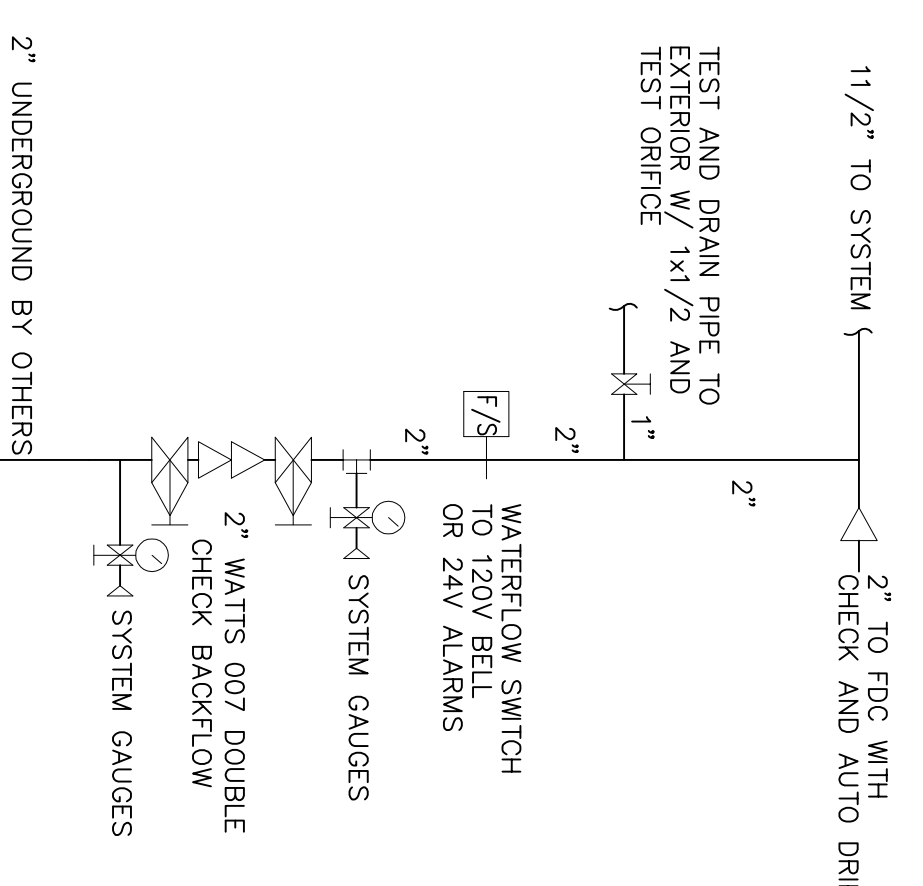 11/2" TO SYSTEM
2" TO FDC WITH
CHECK AND AUTO
TEST AND DRAIN PIPE TO
EXTERIOR W/ 1x1/2 AND
TEST ORIFICE
2"
1"
2"
F/S
WATERFLOW SWITCH
TO 120V BELL
OR 24V ALARMS
2"
SYSTEM GAUGES
2" WATTS 007 DOUBLE
CHECK BACKFLOW
SYSTEM GAUGES
2" UNDERGROUND BY OTHERS